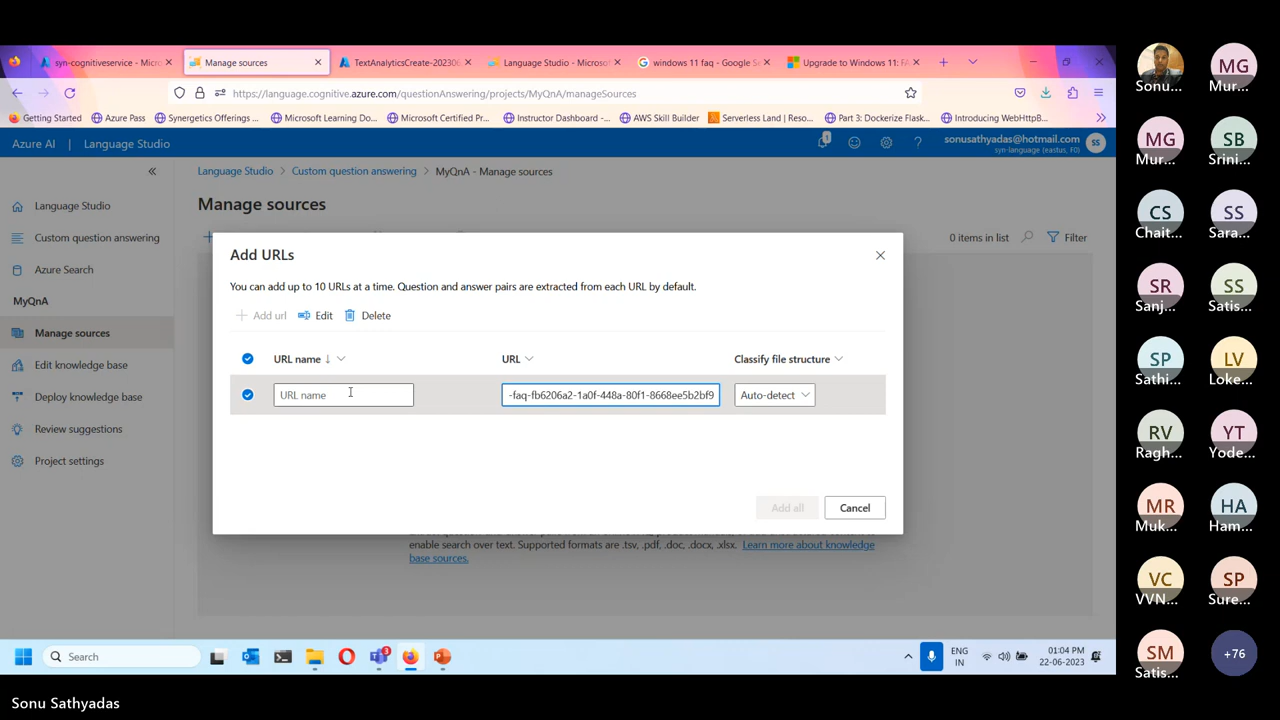 syn-cognitiveservice - Micro
Manage sources
TextAnalyticsCreate-202306
Language Studio - Microsof
windows 11 faq - Google Se
Upgrade to Windows 11: FA
https://language.cognitive.azure.com/questionAnswering/projects/MyQnA/manageSources
Getting Started
Azure Pass
Synergetics Offerings ...
Microsoft Learning Do...
Microsoft Certified Pr...
Instructor Dashboard -...
AWS Skill Builder
Serverless Land | Reso...
Part 3: Dockerize Flask...
Introducing WebHttpB...
Azure AI | Language Studio
1
sonusathyadas@hotmail.com
syn-language (eastus, F0)
SS
Language Studio
Custom question answering
Azure Search
MyQnA
Manage sources
Edit knowledge base
Deploy knowledge base
Review suggestions
Project settings
Language Studio > Custom question answering > MyQnA - Manage sources
Manage sources
0 items in list
Filter
Add URLs
You can add up to 10 URLs at a time. Question and answer pairs are extracted from each URL by default.
Add url
Edit
Delete
URL name
URL
Classify file structure
URL name
-faq-fb6206a2-1a0f-448a-80f1-8668ee5b2bf9
Auto-detect
Add all
Cancel
enable search over text. Supported formats are .tsv, .pdf, .doc, .docx, .xlsx. Learn more about knowledge
base sources.
Search
3
ENG
IN
01:04 PM
22-06-2023
Sonu...
MG
Mur...
MG
Mur...
SB
Srini...
CS
Chait...
SS
Sara...
SR
Sanj...
SS
Satis...
SP
Sathi...
LV
Loke...
RV
Ragh...
YT
Yode...
MR
Muk...
HA
Ham...
VC
VVN...
SP
Sure...
SM
Satis...
+76
Sonu Sathyadas